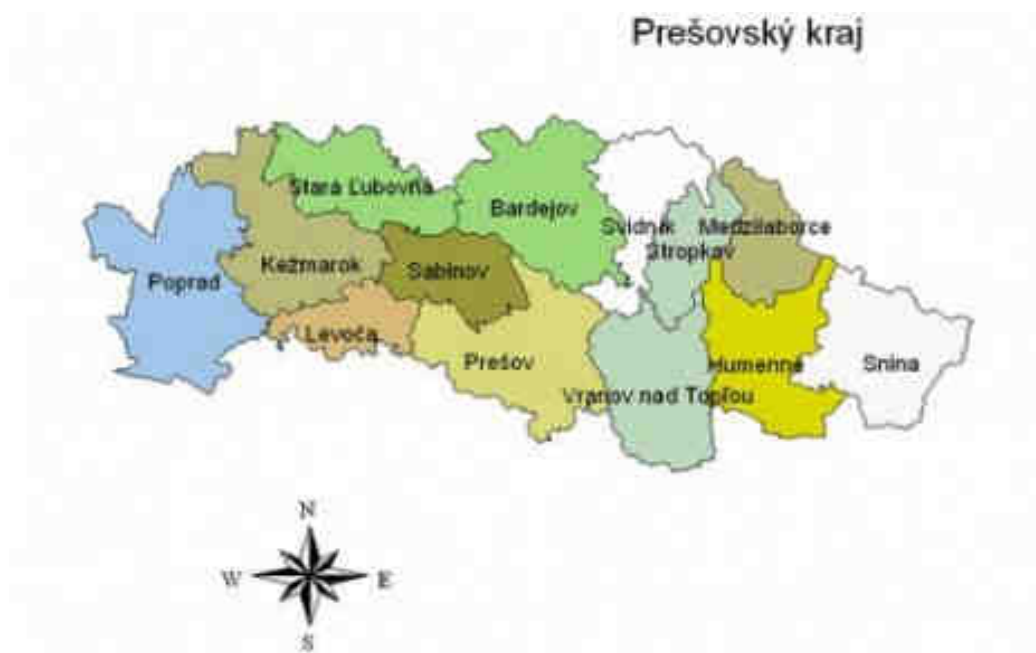 Prešovský kraj
Stará Ľubovňa
Bardejov
Svidník
Medzilaborce
Stropkov
Poprad
Kežmarok
Sabinov
Levoča
Prešov
Humenné
Snina
Vranov nad Topľou
N
W
E
S